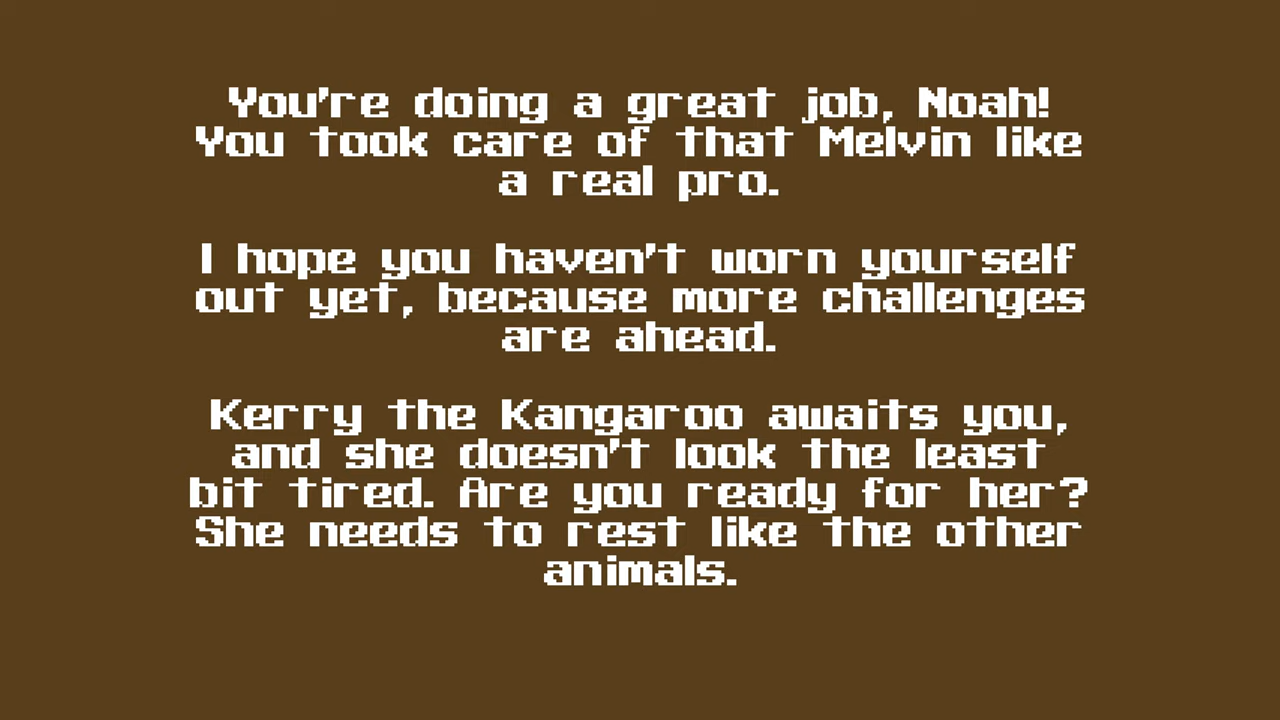 You're doing a great job, Noah!
You took care of that Melvin like
a real pro.
I hope you haven't worn yourself
out yet, because more challenges
are ahead.
Kerry the Kangaroo awaits you,
and she doesn't look the least
bit tired. Are you ready for her?
She needs to rest like the other
animals.